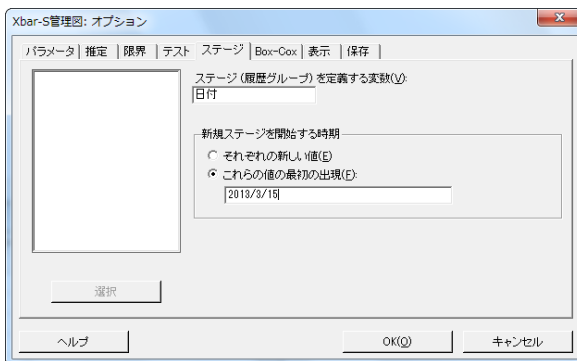 Xbar-S管理図: オプション
パラメータ 推定 限界 テスト ステージ Box-Cox 表示 保存
ステージ (履歴グループ) を定義する変数(V):
日付
新規ステージを開始する時期
それぞれの新しい値(E)
これらの値の最初の出現(F):
2013/3/15
選択
ヘルプ OK(O) キャンセル